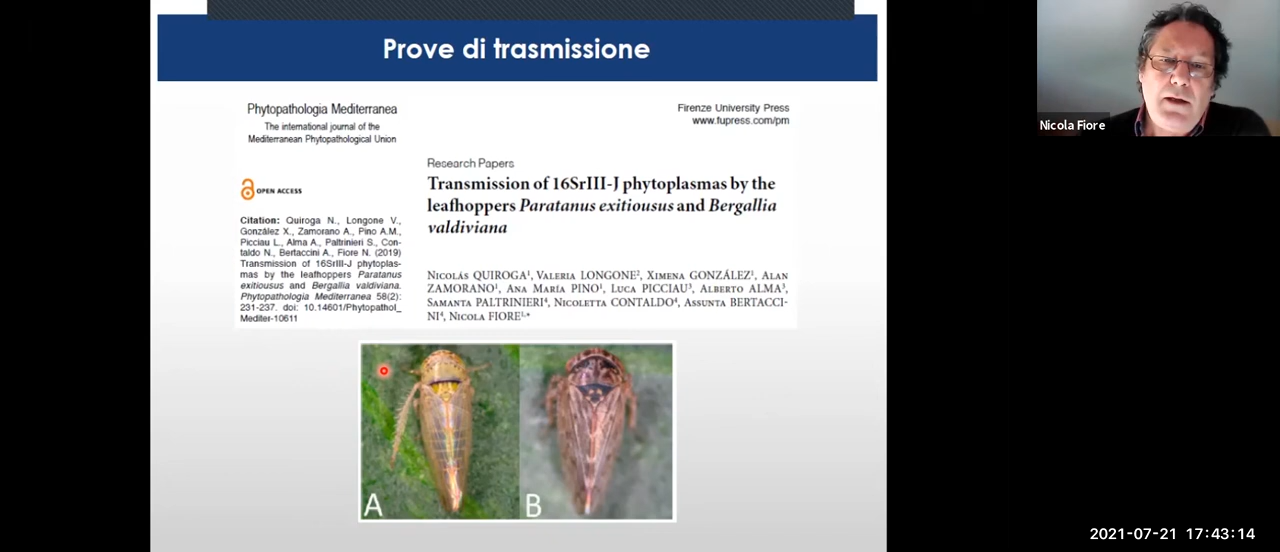 Prove di trasmissione
Phytopathologia Mediterranea
The international journal of the
Mediterranean Phytopathological Union
Firenze University Press
www.fupress.com/pm
OPEN ACCESS
Citation: Quiroga N., Longone V.,
González X., Zamorano A., Pino A.M.,
Picciau L., Alma A., Paltrinieri S., Con-
taldo N., Bertaccini A., Fiore N. (2019)
Transmission of 16SrIII-J phytoplas-
mas by the leafhoppers Paratanus
exitiousus and Bergallia valdiviana.
Phytopathologia Mediterranea 58(2):
231-237. doi: 10.14601/Phytopathol_
Mediter-10611
Research Papers
Transmission of 16SrIII-J phytoplasmas by the
leafhoppers Paratanus exitiousus and Bergallia
valdiviana
Nicolás QUIROGA¹, Valeria LONGONE², Ximena GONZÁLEZ¹, Alan
ZAMORANO¹, Ana María PINO¹, Luca PICCIAU³, Alberto ALMA³,
Samanta PALTRINIERI⁴, Nicoletta CONTALDO⁴, Assunta BERTACCI-
NI⁴, Nicola FIORE¹,*
A
B
Nicola Fiore
2021-07-21 17:43:14